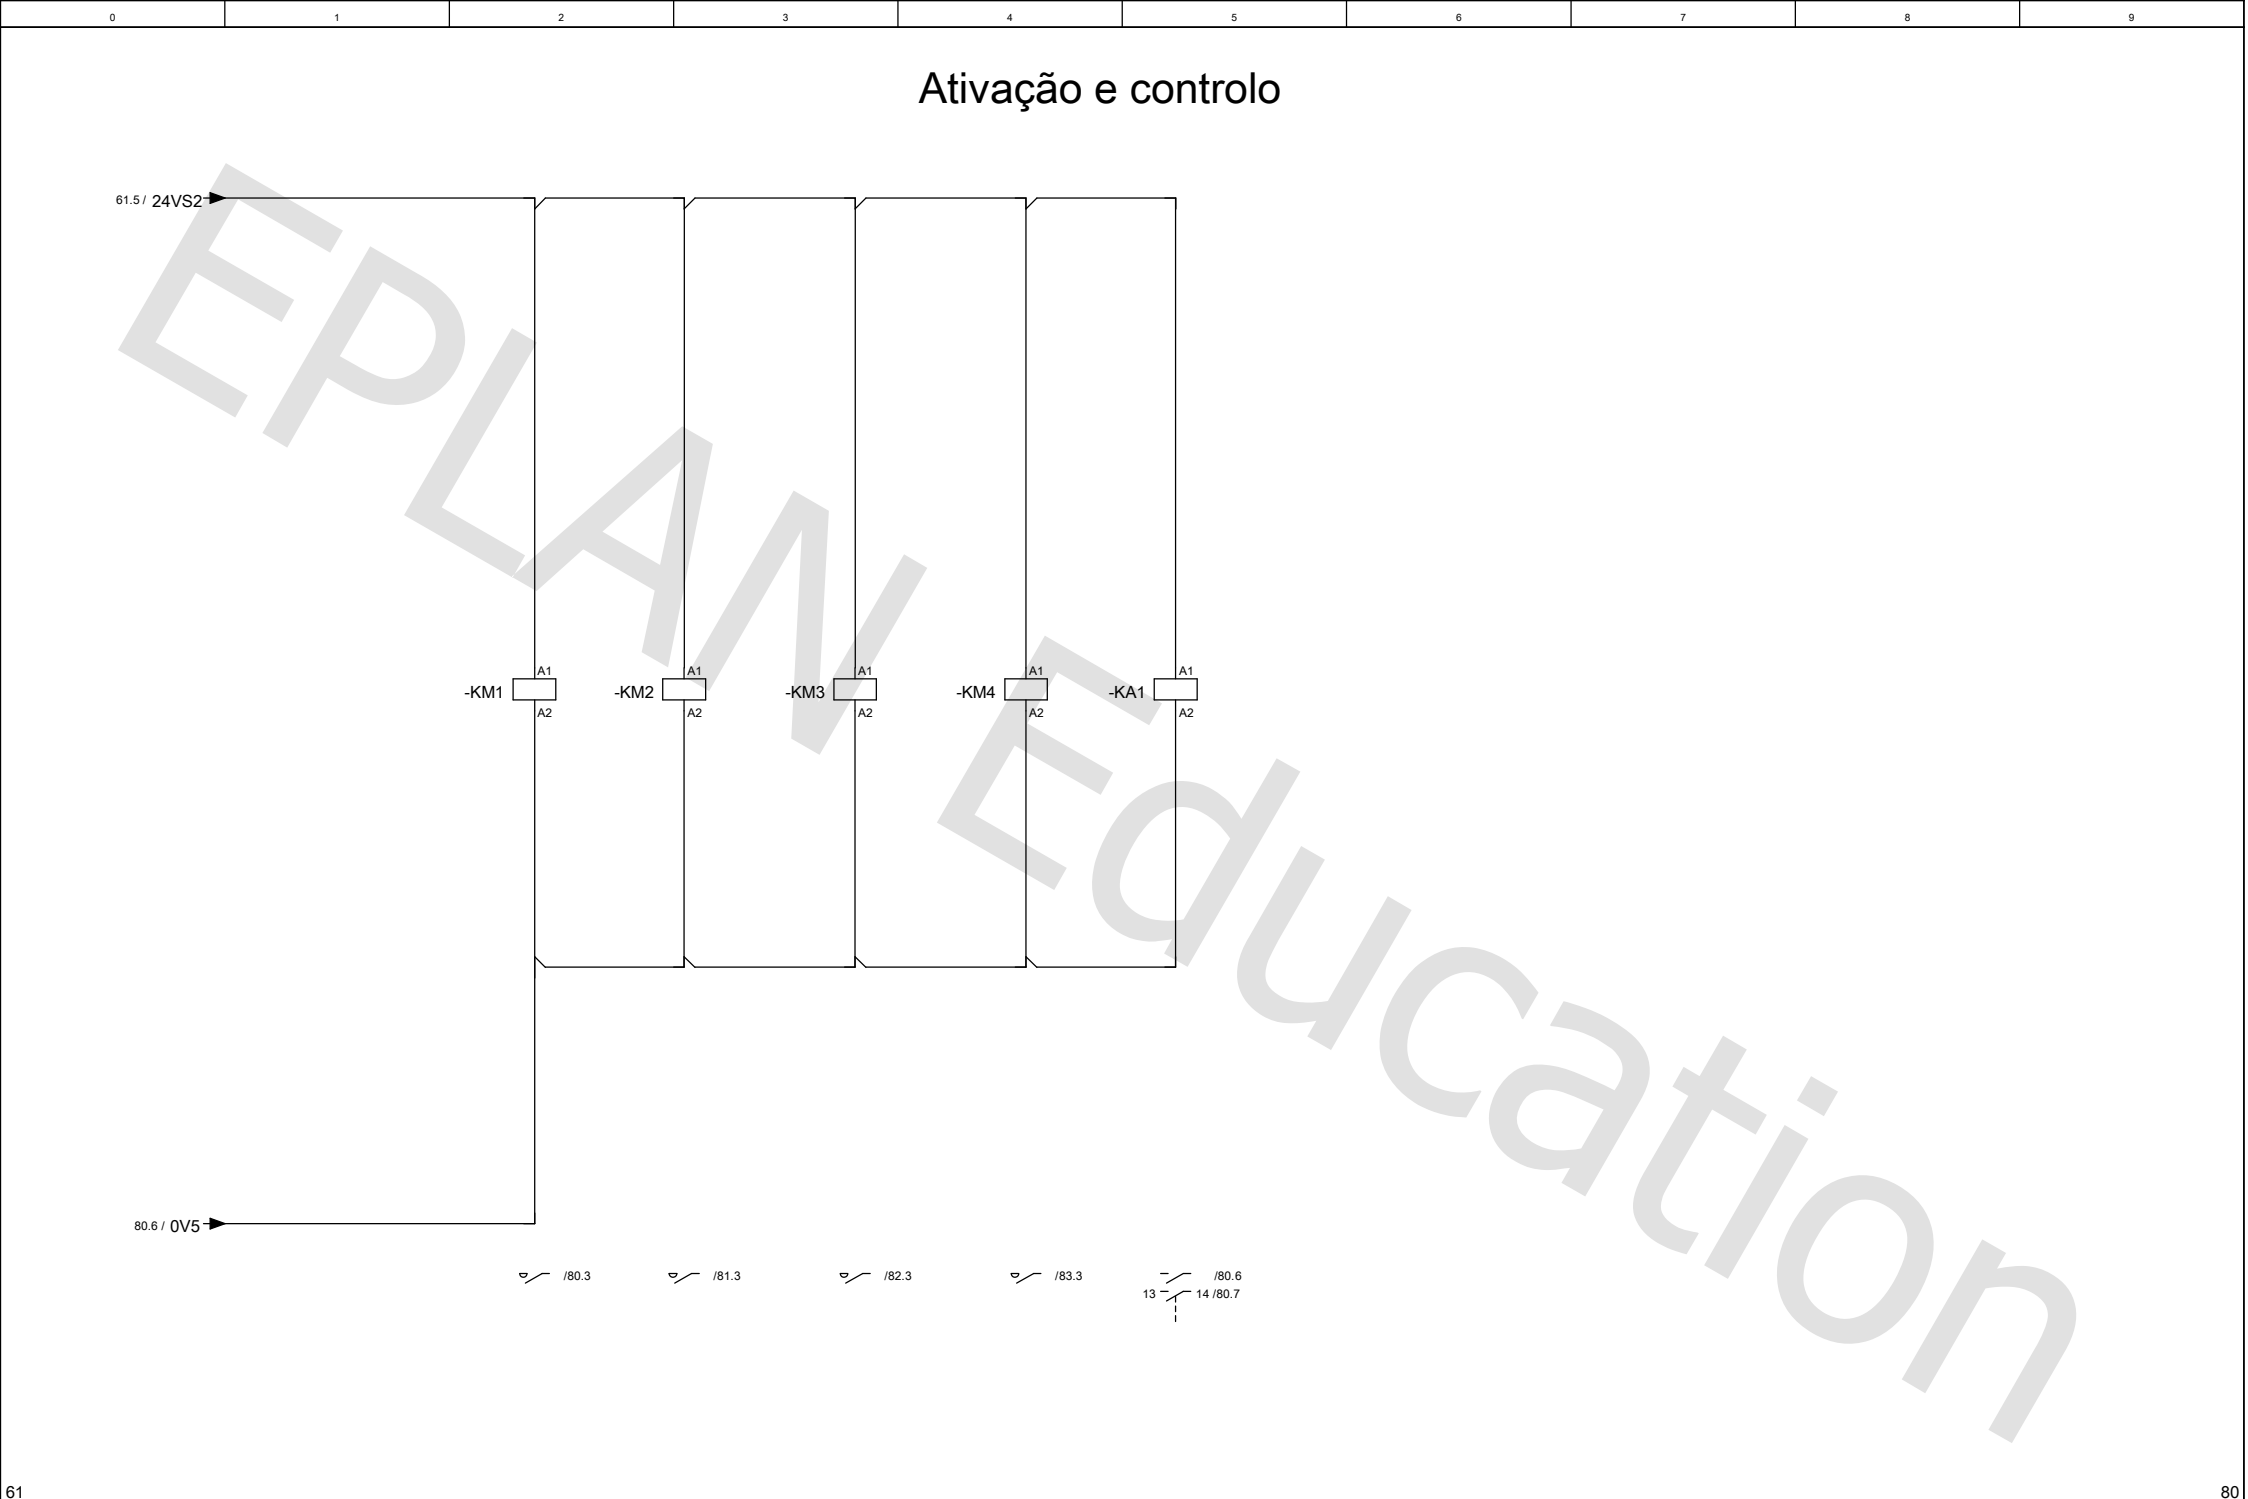 0 1 2 3 4 5 6 7 8 9
Ativação e controlo
61.5 / 24VS2
A1 A1 A1 A1 A1
-KM1 -KM2 -KM3 -KM4 -KA1
A2 A2 A2 A2 A2
80.6 / 0V5
/80.3 /81.3 /82.3 /83.3 /80.6
13 14 /80.7
61 80
EPLAN Education